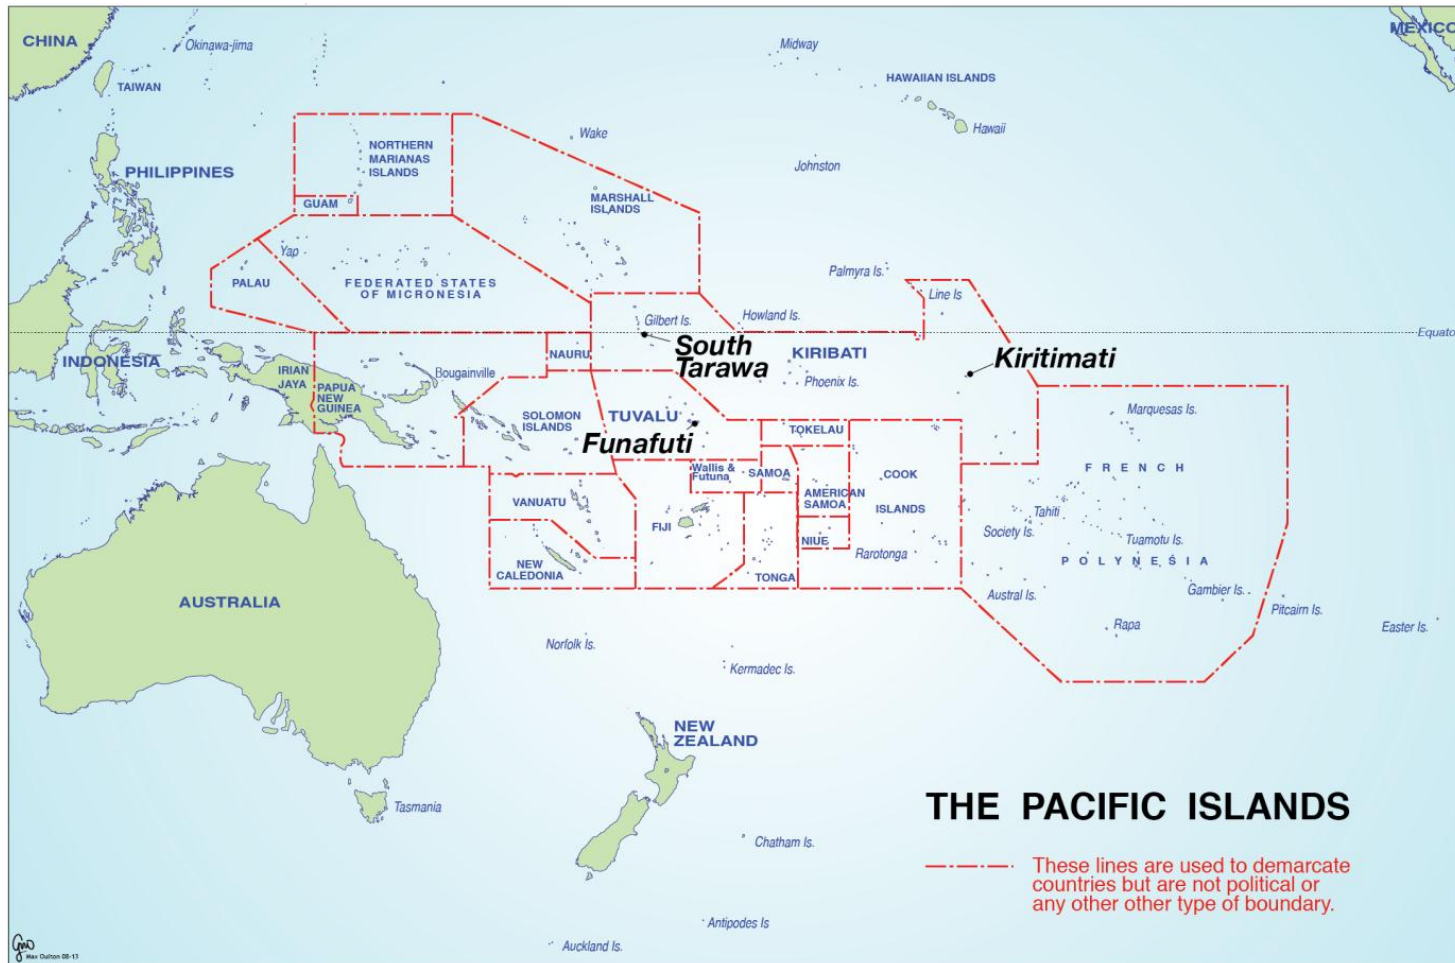 CHINA
Okinawa-jima
TAIWAN
Midway
HAWAIIAN ISLANDS
Hawaii
MEXICO
PHILIPPINES
NORTHERN
MARIANAS
ISLANDS
GUAM
Wake
Johnston
MARSHALL
ISLANDS
Yap
PALAU
FEDERATED STATES
OF MICRONESIA
Palmyra Is.
Line Is
Gilbert Is.
Howland Is.
Equato
INDONESIA
IRIAN
JAYA
PAPUA
NEW
GUINEA
Bougainville
NAURU
South
Tarawa
KIRIBATI
Phoenix Is.
Kiritimati
SOLOMON
ISLANDS
TUVALU
Funafuti
TOKELAU
Marquesas Is.
Wallis &
Futuna
SAMOA
AMERICAN
SAMOA
COOK
ISLANDS
FRENCH
POLYNESIA
VANUATU
FIJI
NIUE
Rarotonga
Society Is.
Tahiti
Tuamotu Is.
NEW
CALEDONIA
TONGA
Austral Is.
Gambier Is.
Pitcairn Is.
Easter Is.
Rapa
AUSTRALIA
Norfolk Is.
Kermadec Is.
NEW
ZEALAND
Tasmania
Chatham Is.
Antipodes Is
Auckland Is.
THE PACIFIC ISLANDS
These lines are used to demarcate
countries but are not political or
any other other type of boundary.
Max Oulton 08-13